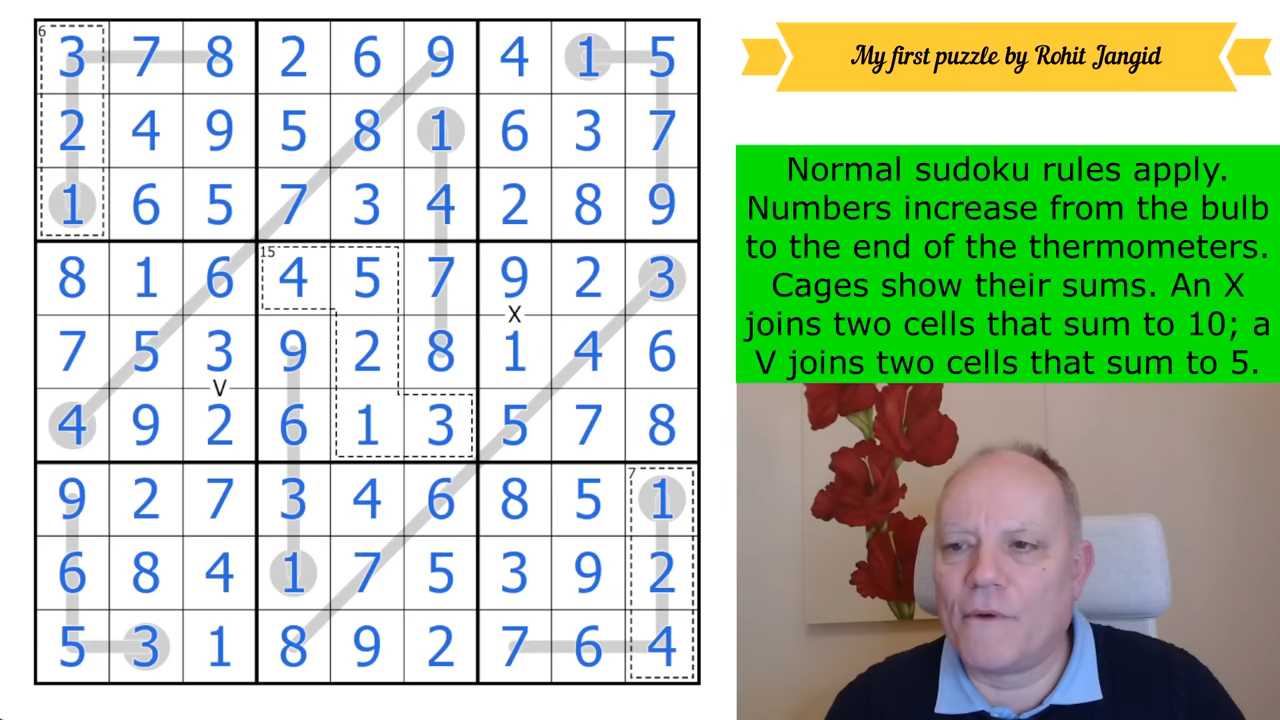 My first puzzle by Rohit Jangid
Normal sudoku rules apply.
Numbers increase from the bulb
to the end of the thermometers.
Cages show their sums. An X
joins two cells that sum to 10; a
V joins two cells that sum to 5.
6
3 7 8 2 6 9 4 1 5
2 4 9 5 8 1 6 3 7
1 6 5 7 3 4 2 8 9
15
8 1 6 4 5 7 9 2 3
X
7 5 3 9 2 8 1 4 6
V
4 9 2 6 1 3 5 7 8
7
9 2 7 3 4 6 8 5 1
6 8 4 1 7 5 3 9 2
5 3 1 8 9 2 7 6 4